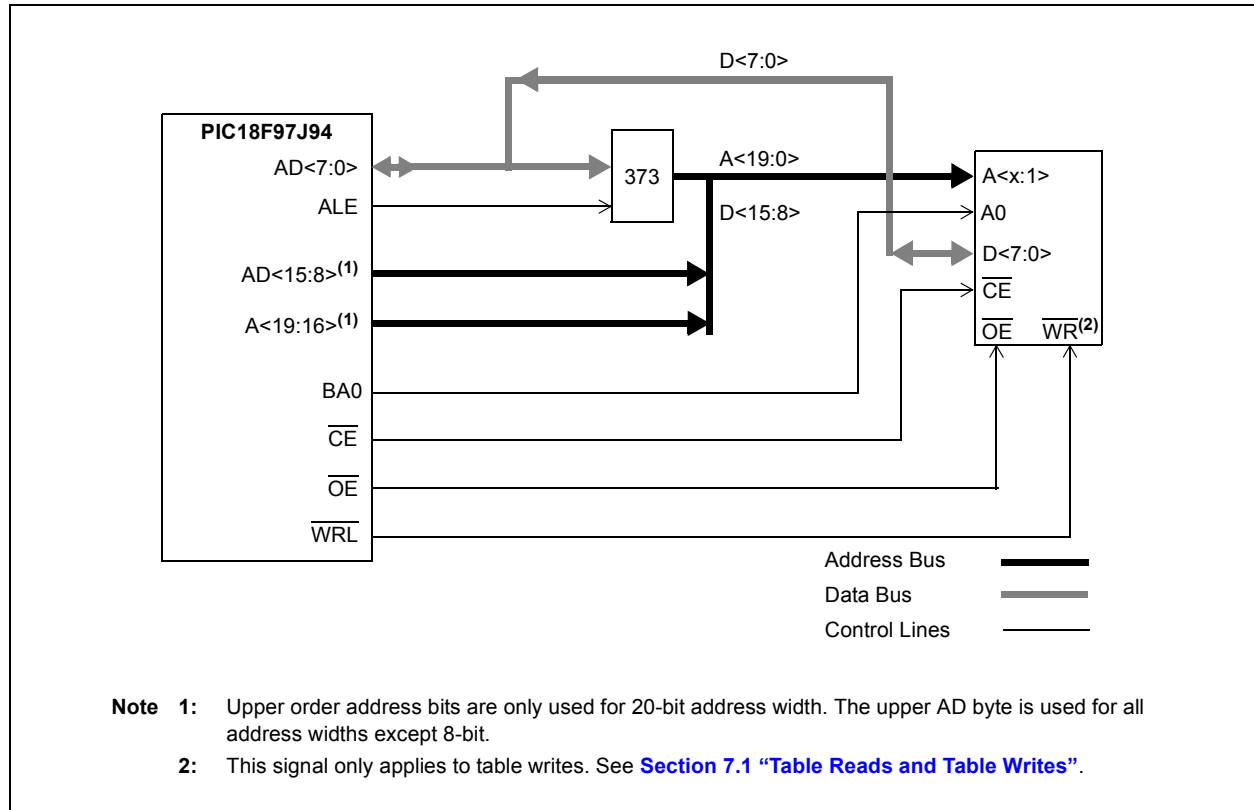 D<7:0>
PIC18F97J94
AD<7:0>
373
A<19:0>
A<x:1>
ALE
D<15:8>
A0
D<7:0>
AD<15:8>(1)
CE
A<19:16>(1)
OE
WR(2)
BA0
CE
OE
WRL
Address Bus
Data Bus
Control Lines
Note 1: Upper order address bits are only used for 20-bit address width. The upper AD byte is used for all
address widths except 8-bit.
2: This signal only applies to table writes. See Section 7.1 “Table Reads and Table Writes”.